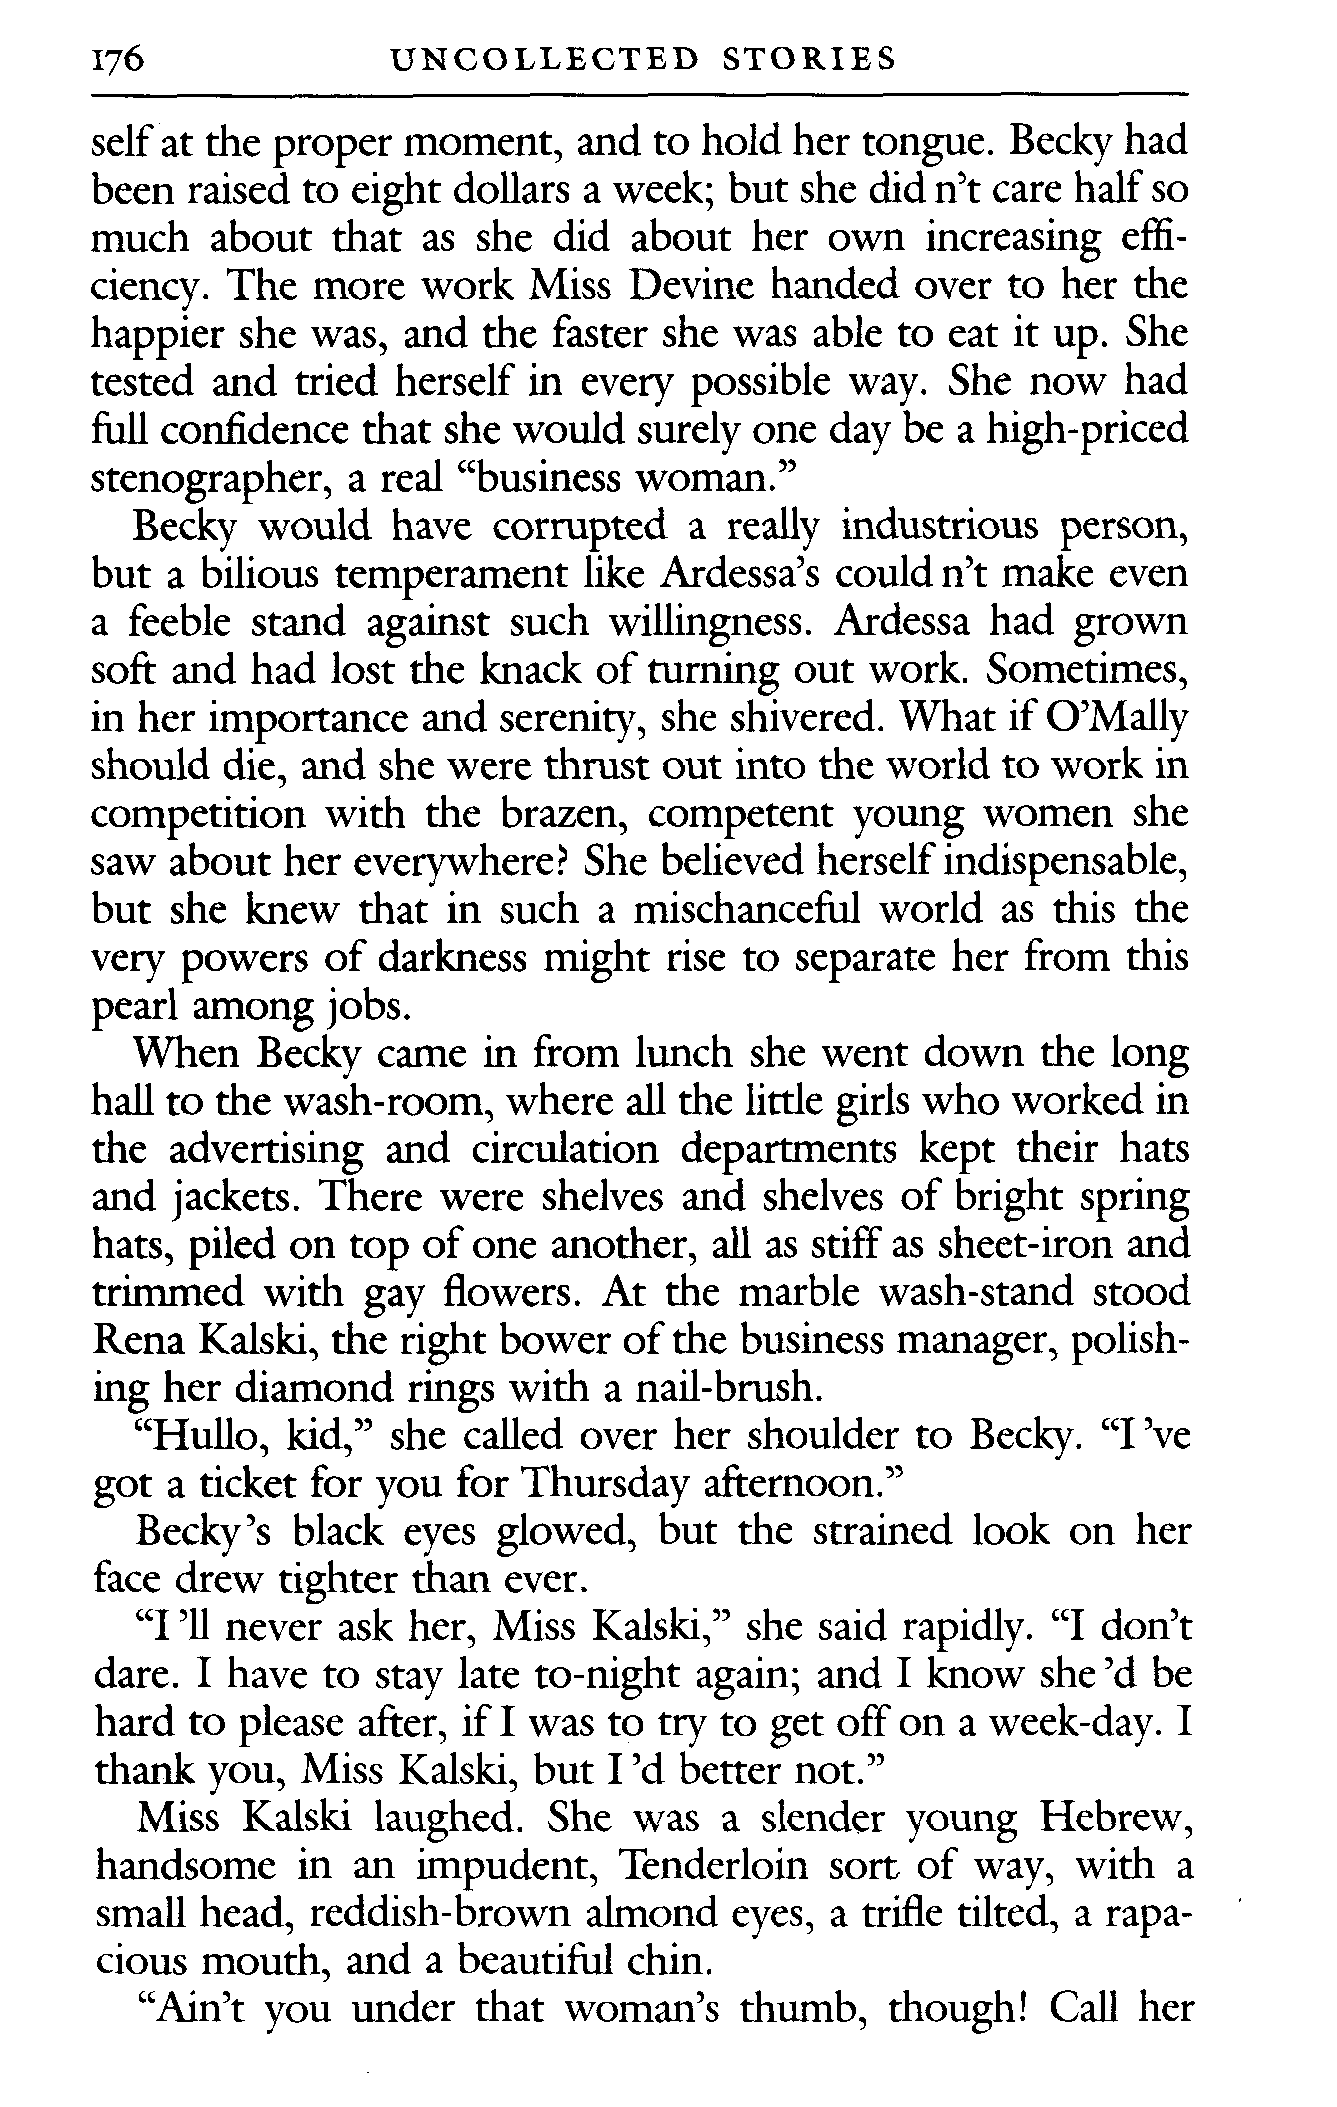 176 UNCOLLECTED STORIES
self at the proper moment, and to hold her tongue. Becky had
been raised to eight dollars a week; but she did n’t care half so
much about that as she did about her own increasing effi-
ciency. The more work Miss Devine handed over to her the
happier she was, and the faster she was able to eat it up. She
tested and tried herself in every possible way. She now had
full confidence that she would surely one day be a high-priced
stenographer, a real “business woman.”
Becky would have corrupted a really industrious person,
but a bilious temperament like Ardessa’s could n’t make even
a feeble stand against such willingness. Ardessa had grown
soft and had lost the knack of turning out work. Sometimes,
in her importance and serenity, she shivered. What if O’Mally
should die, and she were thrust out into the world to work in
competition with the brazen, competent young women she
saw about her everywhere? She believed herself indispensable,
but she knew that in such a mischanceful world as this the
very powers of darkness might rise to separate her from this
pearl among jobs.
When Becky came in from lunch she went down the long
hall to the wash-room, where all the little girls who worked in
the advertising and circulation departments kept their hats
and jackets. There were shelves and shelves of bright spring
hats, piled on top of one another, all as stiff as sheet-iron and
trimmed with gay flowers. At the marble wash-stand stood
Rena Kalski, the right bower of the business manager, polish-
ing her diamond rings with a nail-brush.
“Hullo, kid,” she called over her shoulder to Becky. “I ’ve
got a ticket for you for Thursday afternoon.”
Becky’s black eyes glowed, but the strained look on her
face drew tighter than ever.
“I ’ll never ask her, Miss Kalski,” she said rapidly. “I don’t
dare. I have to stay late to-night again; and I know she ’d be
hard to please after, if I was to try to get off on a week-day. I
thank you, Miss Kalski, but I ’d better not.”
Miss Kalski laughed. She was a slender young Hebrew,
handsome in an impudent, Tenderloin sort of way, with a
small head, reddish-brown almond eyes, a trifle tilted, a rapa-
cious mouth, and a beautiful chin.
“Ain’t you under that woman’s thumb, though! Call her